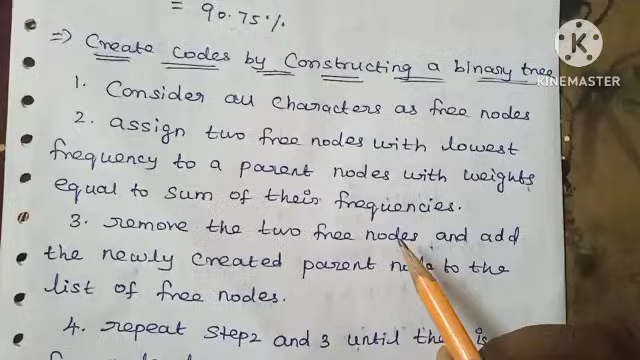 = 90.75%
⇒ Create codes by Constructing a binary tree
KINEMASTER
1. Consider all characters as free nodes
2. assign two free nodes with lowest
frequency to a parent nodes with weights
equal to sum of their frequencies.
3. remove the two free nodes and add
the newly created parent node to the
list of free nodes.
4. repeat step2 and 3 until is